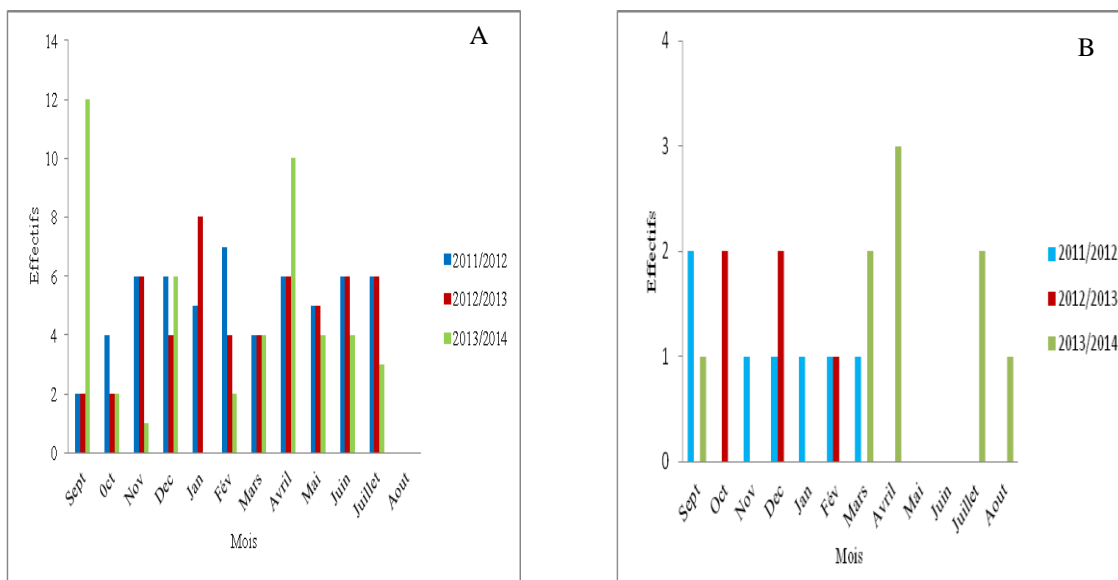 A
14
12
10
8
6
4
2
0
Effectifs
Sept
0ct
Nov
Dec
Jan
Fév
Mars
Avril
Mai
Juin
Juillet
Aout
Mois
2011/2012
2012/2013
2013/2014
B
4
3
2
1
0
Effectifs
Sept
Oct
Nov
Dec
Jan
Fév
Mars
Avril
Mai
Juin
Juillet
Aout
Mois
2011/2012
2012/2013
2013/2014